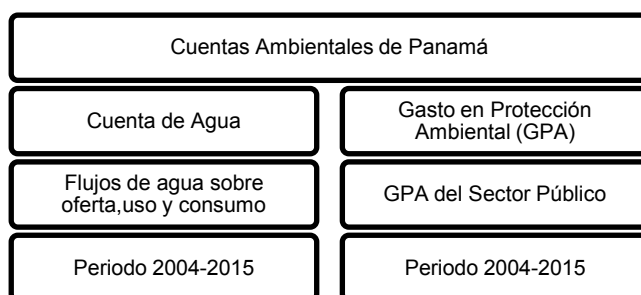 Cuentas Ambientales de Panamá
Cuenta de Agua
Gasto en Protección
Ambiental (GPA)
Flujos de agua sobre
oferta,uso y consumo
GPA del Sector Público
Periodo 2004-2015
Periodo 2004-2015